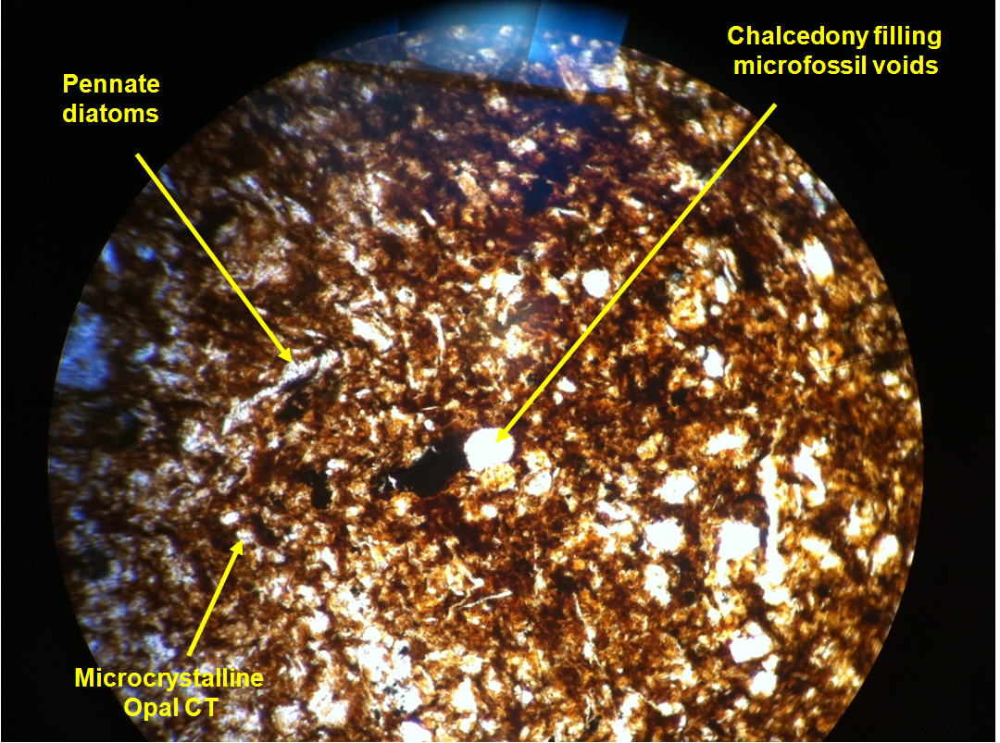 Pennate
diatoms
Chalcedony filling
microfossil voids
Microcrystalline
Opal CT